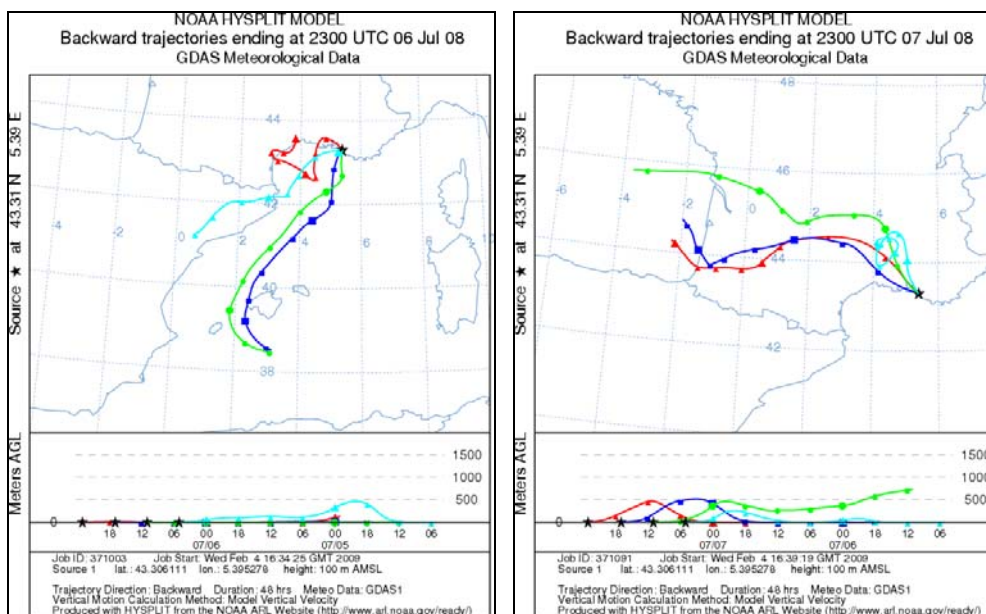 NOAA HYSPLIT MODEL
Backward trajectories ending at 2300 UTC 06 Jul 08
GDAS Meteorological Data
Source ★ at 43.31 N 5.39 E
44
42
40
38
-4
-2
0
2
4
6
8
Meters AGL
1500
1000
500
0
18 12 06 00 18 12 06 00 18 12 06
07/06 07/05
Job ID: 371003 Job Start: Wed Feb 4 16:34:25 GMT 2009
Source 1 lat.: 43.306111 lon.: 5.395278 height: 100 m AMSL
Trajectory Direction: Backward Duration: 48 hrs Meteo Data: GDAS1
Vertical Motion Calculation Method: Model Vertical Velocity
Produced with HYSPLIT from the NOAA ARL Website (http://www.arl.noaa.gov/ready/)
NOAA HYSPLIT MODEL
Backward trajectories ending at 2300 UTC 07 Jul 08
GDAS Meteorological Data
Source ★ at 43.31 N 5.39 E
48
46
44
42
-6
-4
0
2
4
6
Meters AGL
1500
1000
500
0
18 12 06 00 18 12 06 00 18 12 06
07/07 07/06
Job ID: 371091 Job Start: Wed Feb 4 16:39:19 GMT 2009
Source 1 lat.: 43.306111 lon.: 5.395278 height: 100 m AMSL
Trajectory Direction: Backward Duration: 48 hrs Meteo Data: GDAS1
Vertical Motion Calculation Method: Model Vertical Velocity
Produced with HYSPLIT from the NOAA ARL Website (http://www.arl.noaa.gov/ready/)